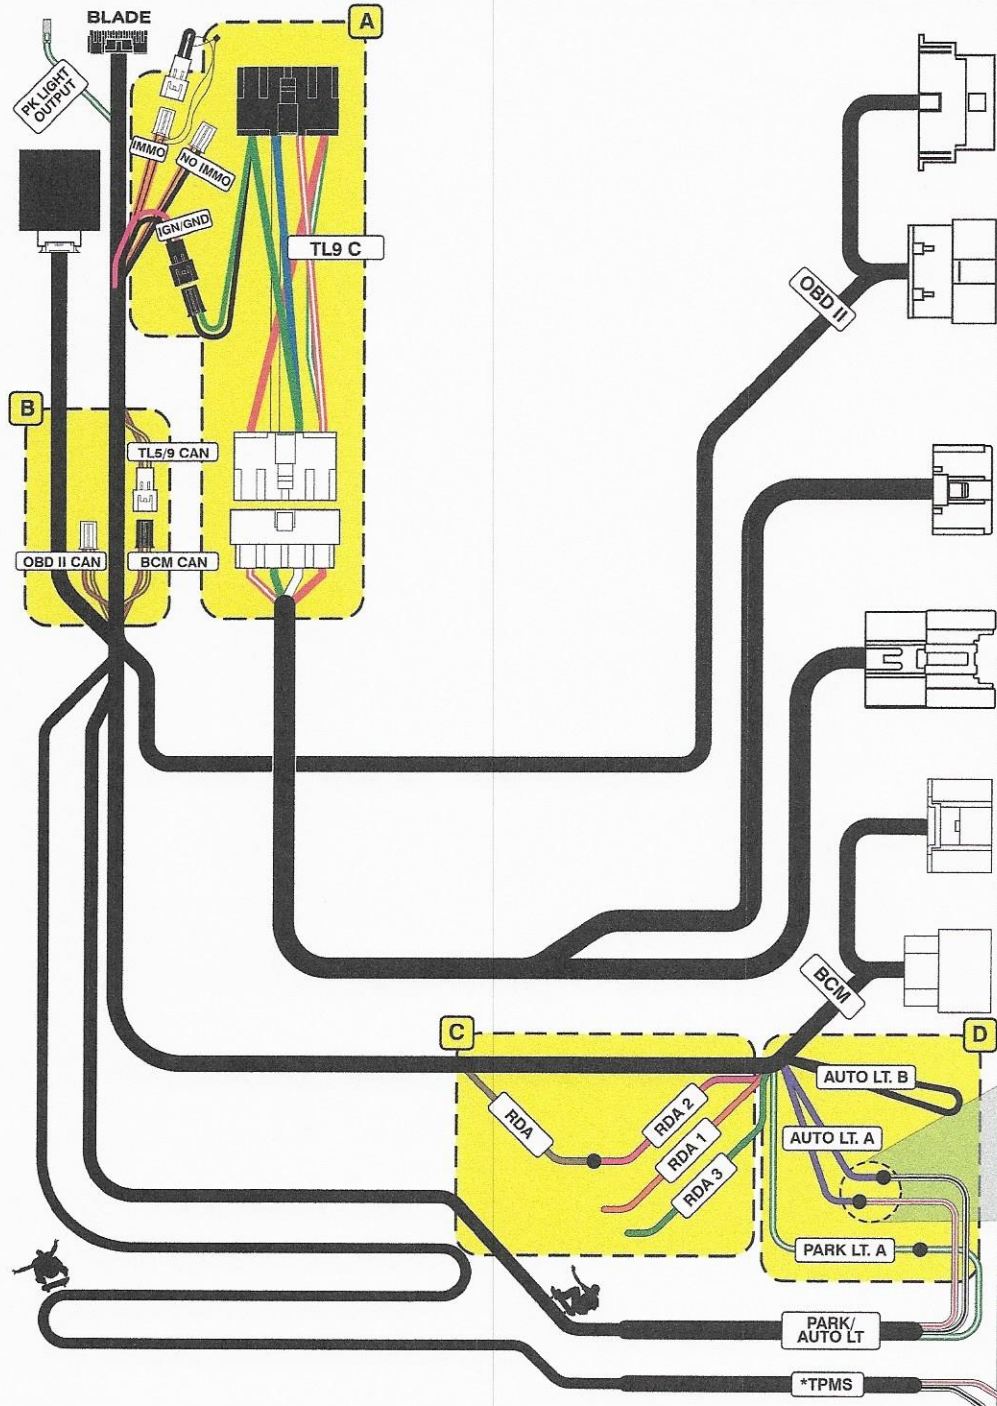 BLADE
A
PK LIGHT
OUTPUT
IMMO
NO IMMO
IGN/GND
TL9 C
OBD II
B
TL5/9 CAN
OBD II CAN
BCM CAN
BCM
C
D
AUTO LT. B
RDA
RDA 2
RDA 1
RDA 3
AUTO LT. A
PARK LT. A
PARK/
AUTO LT
*TPMS